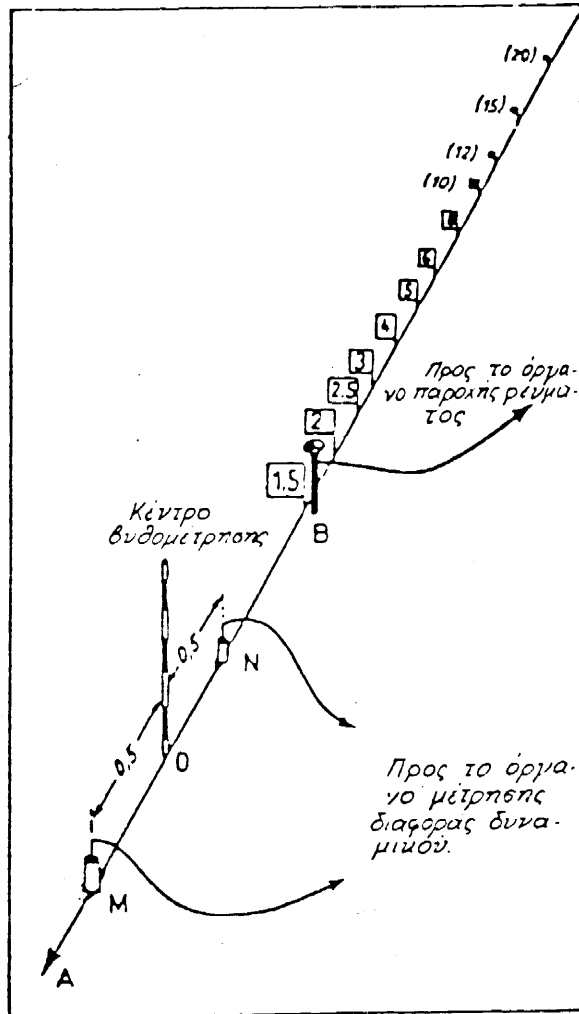 (20)
(15)
(12)
(10)
8
6
5
4
3
2.5
2
1.5
Προς το όργα-
νο παροχής ρεύμα-
τος
B
Κέντρο
βυθομέτρησης
0,5
N
0,5
O
Προς το όργα-
νο μέτρησης
διαφοράς δυνα-
μικού.
M
A